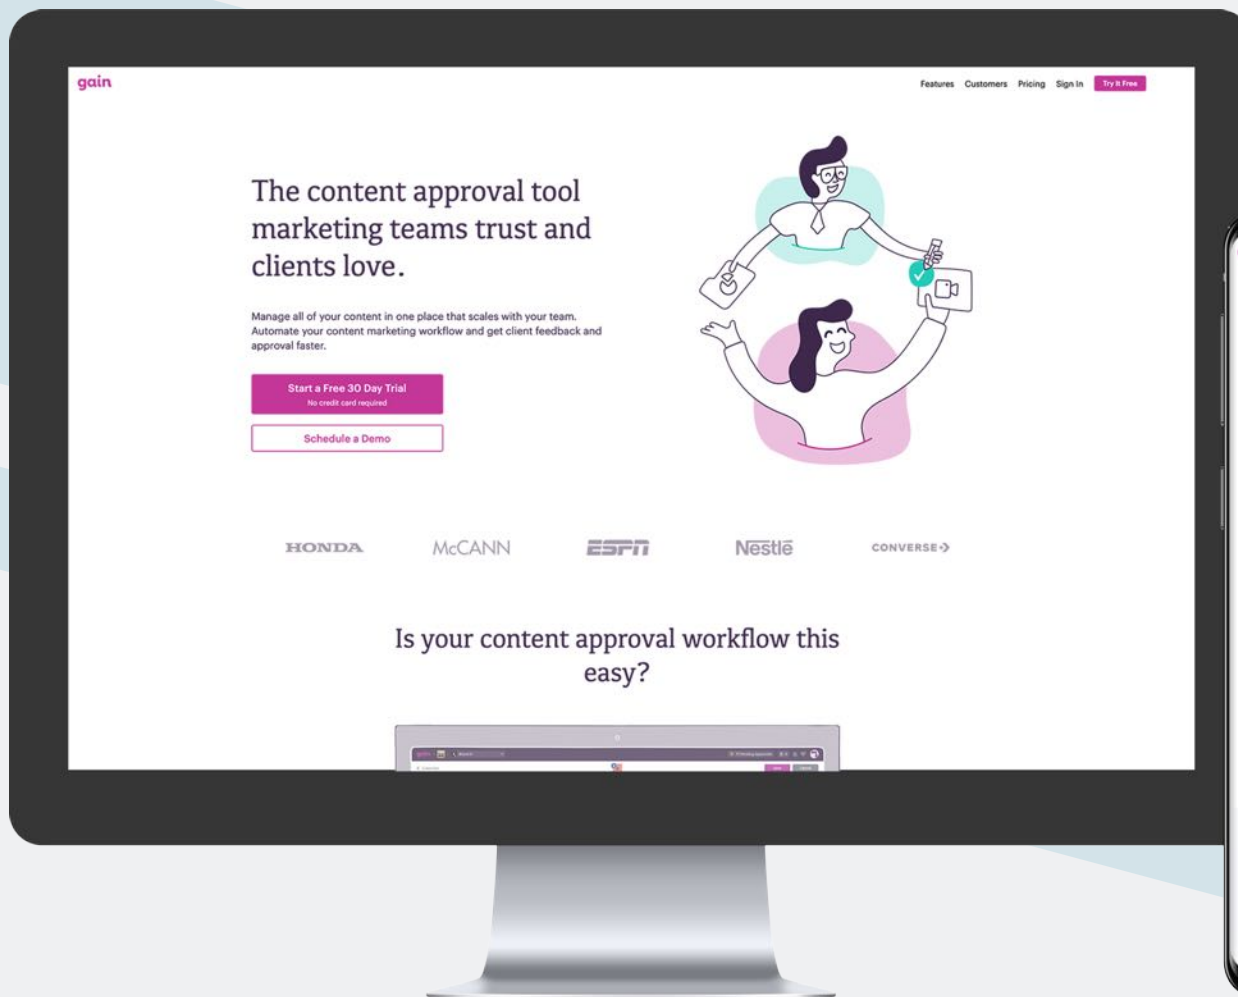 gain
Features Customers Pricing Sign In Try It Free
The content approval tool
marketing teams trust and
clients love.
Manage all of your content in one place that scales with your team.
Automate your content marketing workflow and get client feedback and
approval faster.
Start a Free 30 Day Trial
No credit card required
Schedule a Demo
HONDA McCANN ESPN Nestlé CONVERSE
Is your content approval workflow this
easy?
gain